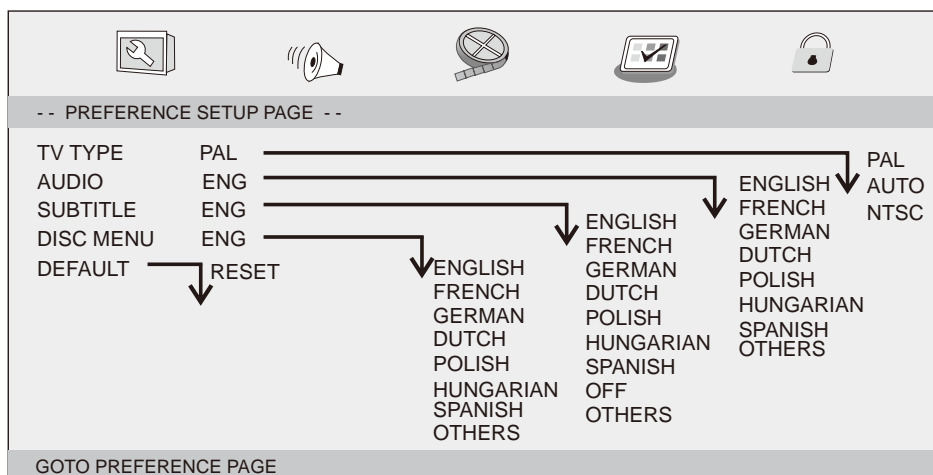 - - PREFERENCE SETUP PAGE - -
TV TYPE PAL
AUDIO ENG
SUBTITLE ENG
DISC MENU ENG
DEFAULT RESET
ENGLISH
FRENCH
GERMAN
DUTCH
POLISH
HUNGARIAN
SPANISH
OTHERS
ENGLISH
FRENCH
GERMAN
DUTCH
POLISH
HUNGARIAN
SPANISH
OFF
OTHERS
ENGLISH
FRENCH
GERMAN
DUTCH
POLISH
HUNGARIAN
SPANISH
OTHERS
PAL
AUTO
NTSC
GOTO PREFERENCE PAGE